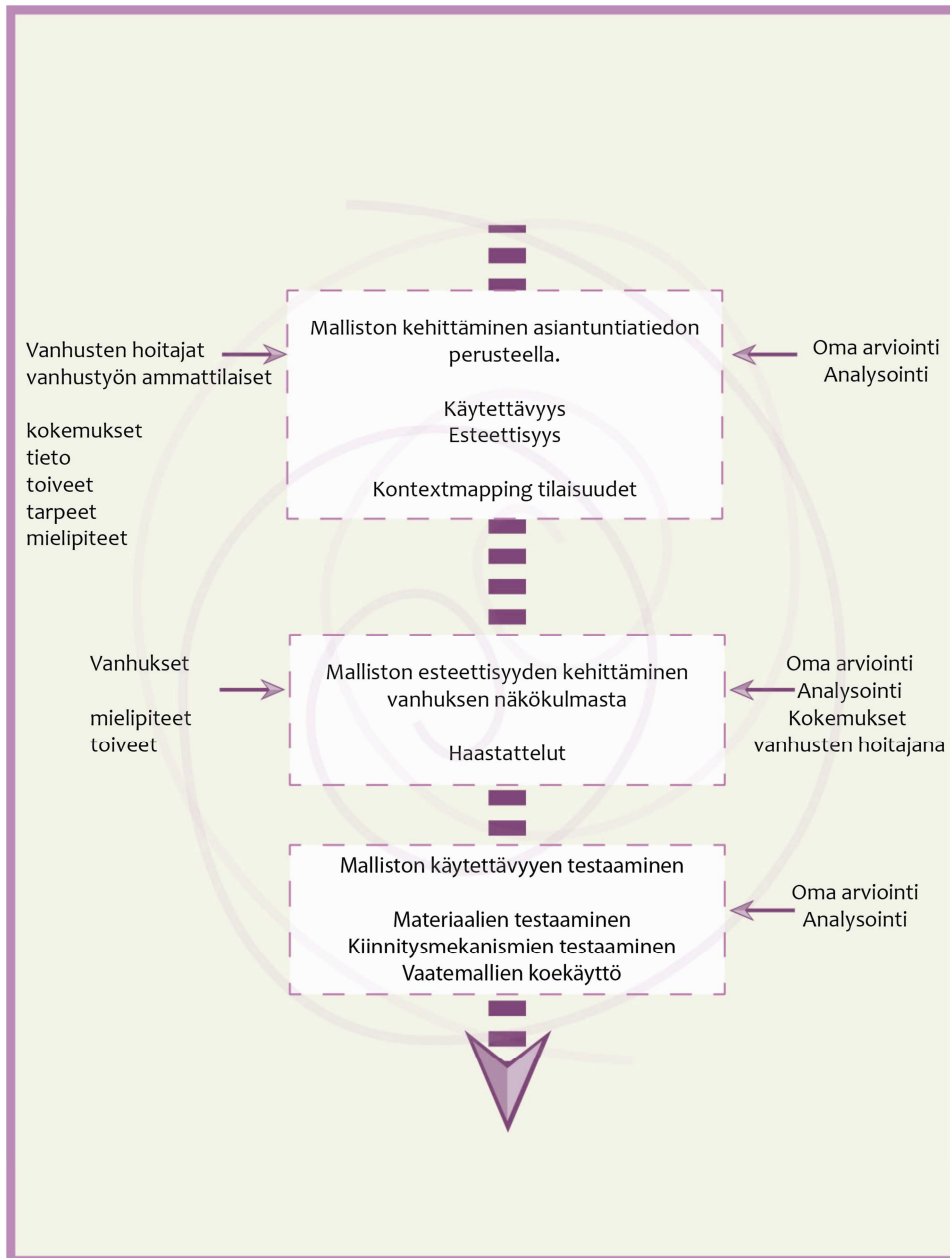 Malliston kehittäminen asiantuntiatiedon
perusteella.
Käytettävyys
Esteettisyys
Kontextmapping tilaisuudet
Vanhusten hoitajat
vanhustyön ammattilaiset
kokemukset
tieto
toiveet
tarpeet
mielipiteet
Oma arviointi
Analysointi
Malliston esteettisyyden kehittäminen
vanhuksen näkökulmasta
Haastattelut
Vanhukset
mielipiteet
toiveet
Oma arviointi
Analysointi
Kokemukset
vanhusten hoitajana
Malliston käytettävyyen testaaminen
Materiaalien testaaminen
Kiinnitysmekanismien testaaminen
Vaatemallien koekäyttö
Oma arviointi
Analysointi